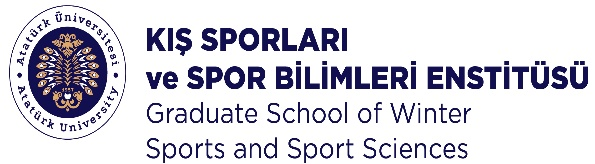 Atatürk Üniversitesi
1957
Atatürk University
KIŞ SPORLARI
ve SPOR BİLİMLERİ ENSTİTÜSÜ
Graduate School of Winter
Sports and Sport Sciences